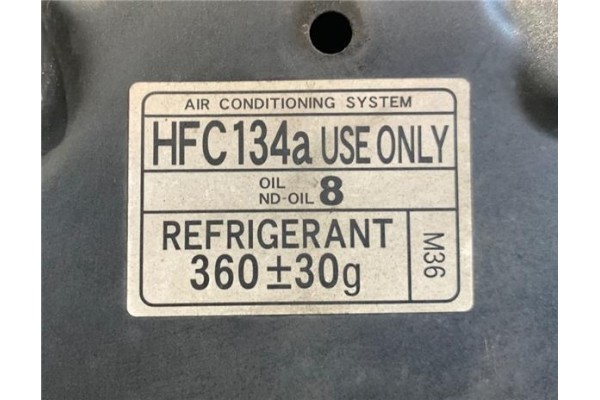 AIR CONDITIONING SYSTEM
HFC134a USE ONLY
OIL
ND-OIL 8
REFRIGERANT
360±30g
M36